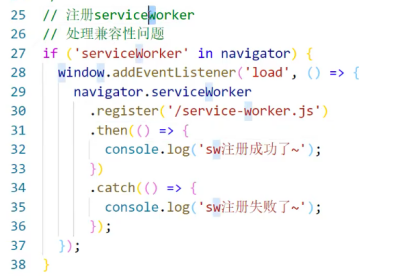 25 // 注册serviceWorker
26 // 处理兼容性问题
27 if ('serviceWorker' in navigator) {
28   window.addEventListener('load', () => {
29     navigator.serviceWorker
30       .register('/service-worker.js')
31       .then(() => {
32         console.log('sw注册成功了~');
33       })
34       .catch(() => {
35         console.log('sw注册失败了~');
36       });
37   });
38 }